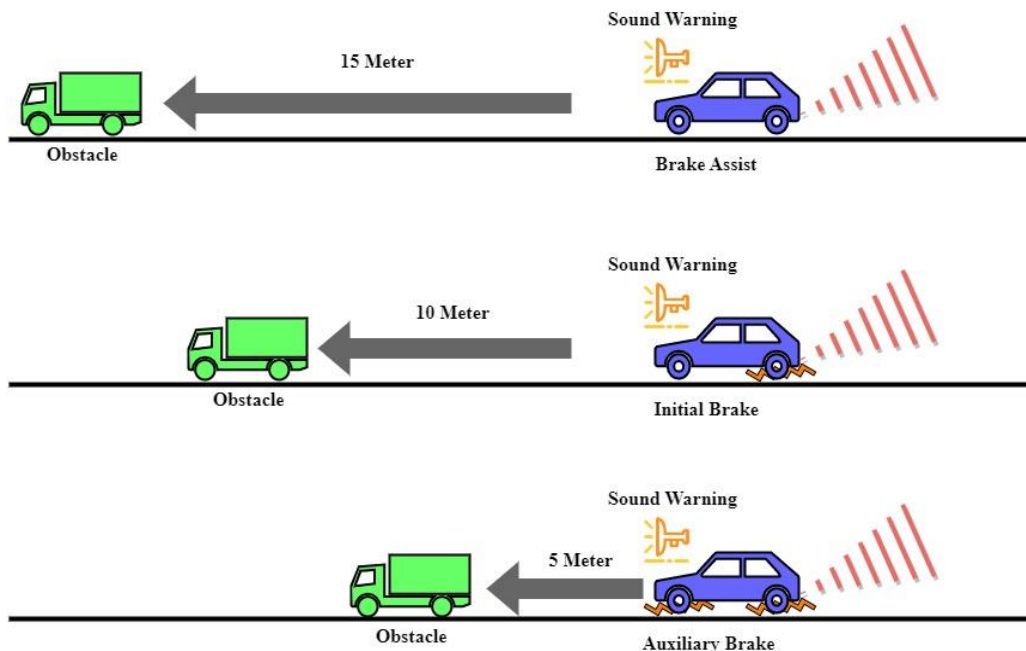 Sound Warning
15 Meter
Obstacle
Brake Assist
Sound Warning
10 Meter
Obstacle
Initial Brake
Sound Warning
5 Meter
Obstacle
Auxiliary Brake